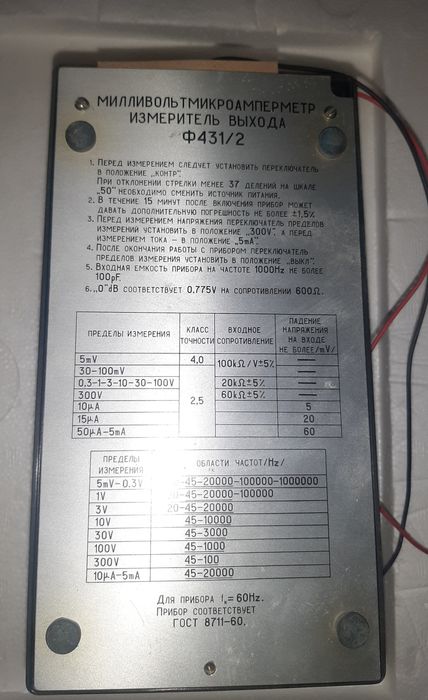 МИЛЛИВОЛЬТМИКРОАМПЕРМЕТР
ИЗМЕРИТЕЛЬ ВЫХОДА
Ф431/2
1. ПЕРЕД ИЗМЕРЕНИЕМ СЛЕДУЕТ УСТАНОВИТЬ ПЕРЕКЛЮЧАТЕЛЬ
В ПОЛОЖЕНИЕ „КОНТР".
ПРИ ОТКЛОНЕНИИ СТРЕЛКИ МЕНЕЕ 37 ДЕЛЕНИЙ НА ШКАЛЕ
„50" НЕОБХОДИМО СМЕНИТЬ ИСТОЧНИК ПИТАНИЯ.
2. В ТЕЧЕНИЕ 15 МИНУТ ПОСЛЕ ВКЛЮЧЕНИЯ ПРИБОР МОЖЕТ
ДАВАТЬ ДОПОЛНИТЕЛЬНУЮ ПОГРЕШНОСТЬ НЕ БОЛЕЕ ±1,5%
3. ПЕРЕД ИЗМЕРЕНИЕМ НАПРЯЖЕНИЯ ПЕРЕКЛЮЧАТЕЛЬ ПРЕДЕЛОВ
ИЗМЕРЕНИЙ УСТАНОВИТЬ В ПОЛОЖЕНИЕ „300V", А ПЕРЕД
ИЗМЕРЕНИЕМ ТОКА – В ПОЛОЖЕНИЕ „5mA".
4. ПОСЛЕ ОКОНЧАНИЯ РАБОТЫ С ПРИБОРОМ ПЕРЕКЛЮЧАТЕЛЬ
ПРЕДЕЛОВ ИЗМЕРЕНИЯ УСТАНОВИТЬ В ПОЛОЖЕНИЕ „ВЫКЛ".
5. ВХОДНАЯ ЕМКОСТЬ ПРИБОРА НА ЧАСТОТЕ 1000Hz НЕ БОЛЕЕ
100pF.
6. „0"dB СООТВЕТСТВУЕТ 0.775V НА СОПРОТИВЛЕНИИ 600Ω.
ПРЕДЕЛЫ ИЗМЕРЕНИЯ КЛАСС ТОЧНОСТИ ВХОДНОЕ СОПРОТИВЛЕНИЕ ПАДЕНИЕ НАПРЯЖЕНИЯ НА ВХОДЕ НЕ БОЛЕЕ/mV/
5mV 4,0 100kΩ/V±5% —
30-100mV —
0.3-1-3-10-30-100V 2,5 20kΩ±5% —
300V 60kΩ±5% —
10μA 5
15μA 20
50μA-5mA 60
ПРЕДЕЛЫ ИЗМЕРЕНИЯ ОБЛАСТИ ЧАСТОТ/Hz/
5mV-0.3V -45-20000-100000-1000000
1V -45-20000-100000
3V 20-45-20000
10V 45-10000
30V 45-3000
100V 45-1000
300V 45-100
10μA-5mA 45-20000
ДЛЯ ПРИБОРА fн=60Hz.
ПРИБОР СООТВЕТСТВУЕТ
ГОСТ 8711-60.